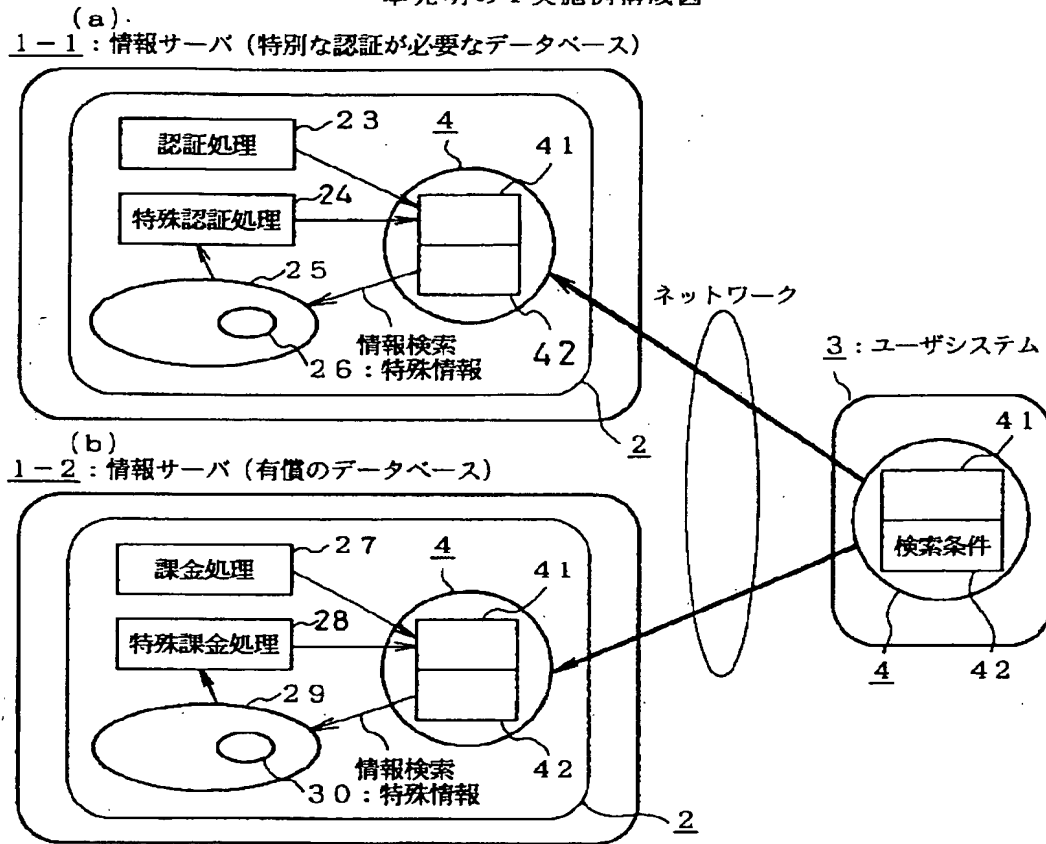 (a).
1-1:情報サーバ(特別な認証が必要なデータベース)
認証処理
23
4
41
特殊認証処理
24
25
情報検索
26:特殊情報
42
2
ネットワーク
3:ユーザシステム
41
検索条件
4
42
(b)
1-2:情報サーバ(有償のデータベース)
課金処理
27
4
41
特殊課金処理
28
29
情報検索
30:特殊情報
42
2